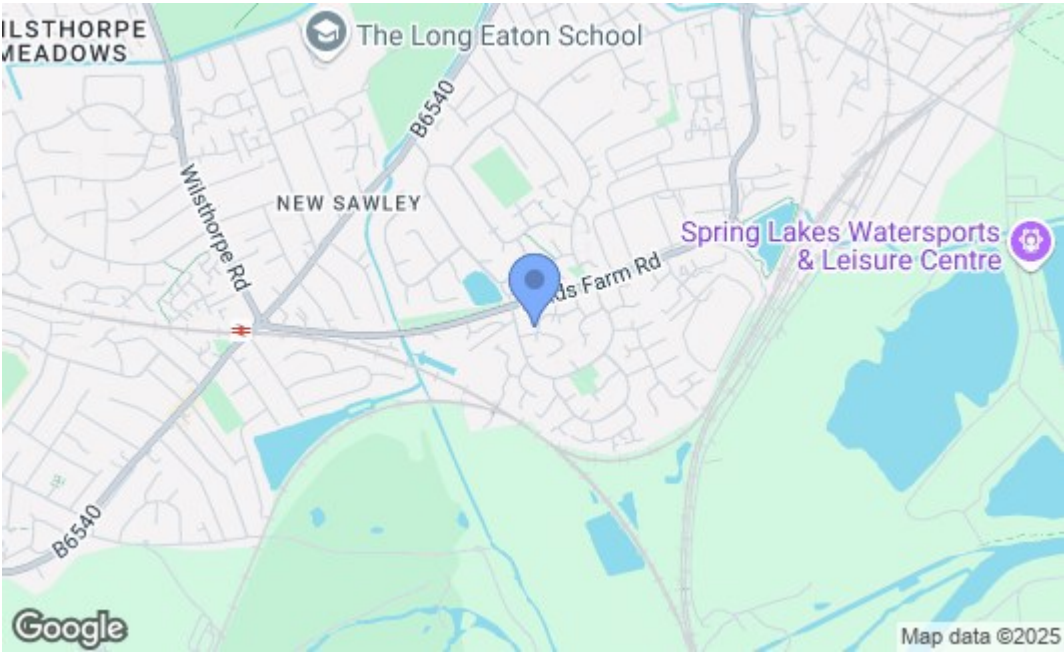 ILSTHORPE
MEADOWS
The Long Eaton School
B6540
Wilsthorpe Rd
NEW SAWLEY
Spring Lakes Watersports
& Leisure Centre
ds Farm Rd
B6540
Google
Map data ©2025